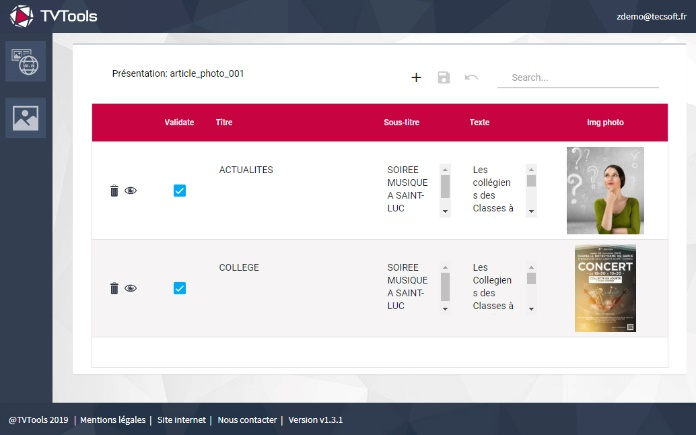 TVTools
zdemo@tecsoft.fr
Présentation: article_photo_001
Search...
Validate Titre Sous-titre Texte Img photo
ACTUALITES
SOIREE
MUSIQUE
A SAINT-
LUC
Les
collégien
s des
Classes à
COLLEGE
SOIREE
MUSIQUE
A SAINT-
LUC
Les
Collegien
s des
Classes à
CONCERT
@TVTools 2019 | Mentions légales | Site internet | Nous contacter | Version v1.3.1